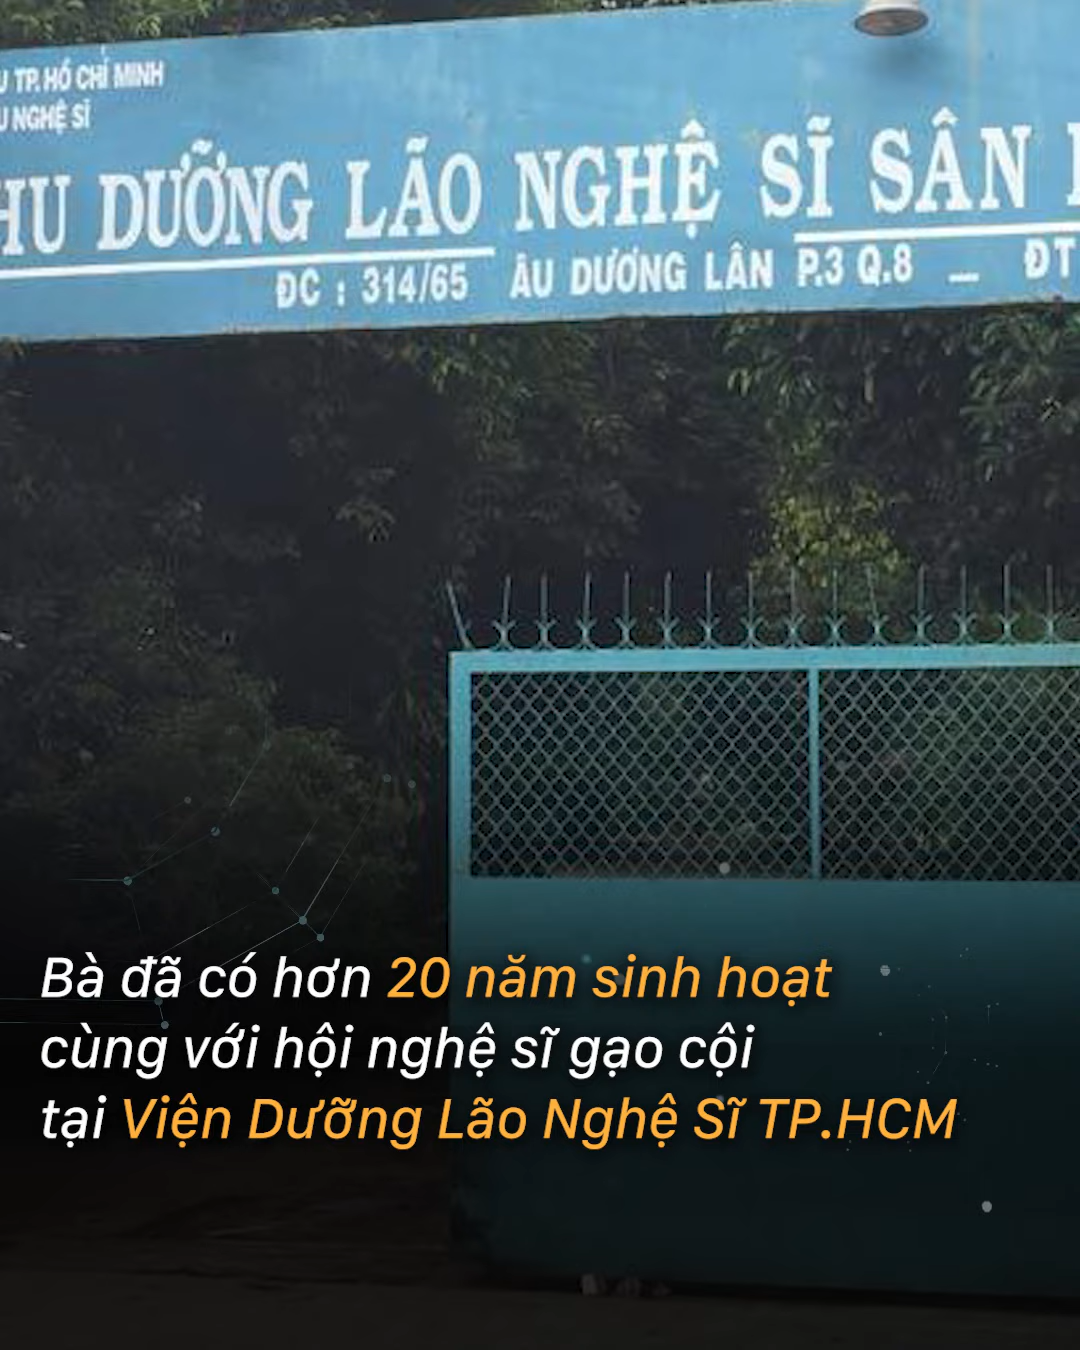 TP. HỒ CHÍ MINH
NGHỆ SĨ
HU DƯỠNG LÃO NGHỆ SĨ SÂN
ĐC : 314/65 ÂU DƯƠNG LÂN P.3 Q.8 _ ĐT
Bà đã có hơn 20 năm sinh hoạt
cùng với hội nghệ sĩ gạo cội
tại Viện Dưỡng Lão Nghệ Sĩ TP.HCM